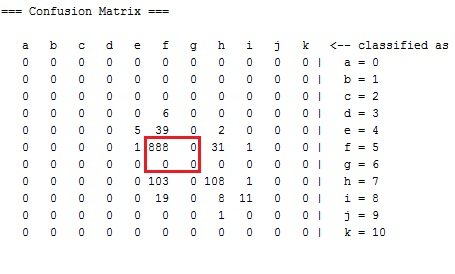 === Confusion Matrix ===
a b c d e f g h i j k <-- classified as
0 0 0 0 0 0 0 0 0 0 0 | a = 0
0 0 0 0 0 0 0 0 0 0 0 | b = 1
0 0 0 0 0 0 0 0 0 0 0 | c = 2
0 0 0 0 0 6 0 0 0 0 0 | d = 3
0 0 0 0 5 39 0 2 0 0 0 | e = 4
0 0 0 0 1 888 0 31 1 0 0 | f = 5
0 0 0 0 0 0 0 0 0 0 0 | g = 6
0 0 0 0 0 103 0 108 1 0 0 | h = 7
0 0 0 0 0 19 0 8 11 0 0 | i = 8
0 0 0 0 0 0 0 1 0 0 0 | j = 9
0 0 0 0 0 0 0 0 0 0 0 | k = 10